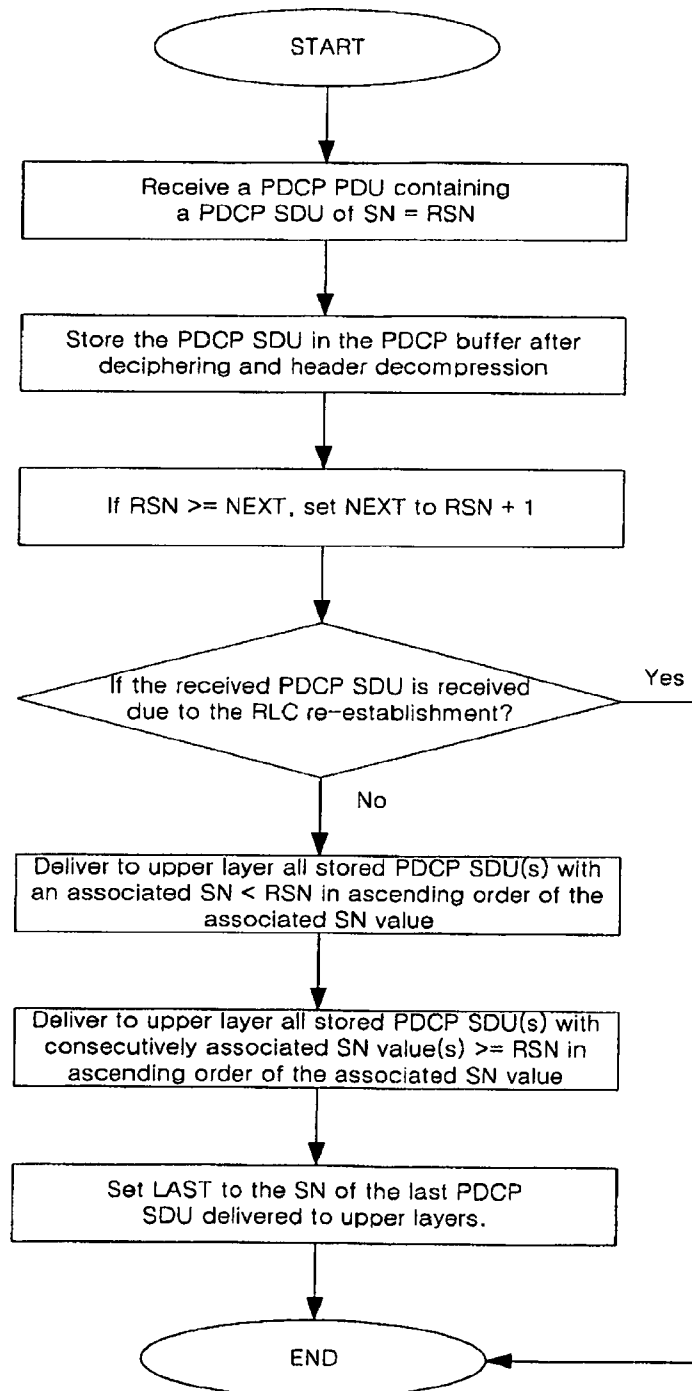 START
Receive a PDCP PDU containing
a PDCP SDU of SN = RSN
Store the PDCP SDU in the PDCP buffer after
deciphering and header decompression
If RSN >= NEXT, set NEXT to RSN + 1
If the received PDCP SDU is received
due to the RLC re-establishment?
Yes
No
Deliver to upper layer all stored PDCP SDU(s) with
an associated SN < RSN in ascending order of the
associated SN value
Deliver to upper layer all stored PDCP SDU(s) with
consecutively associated SN value(s) >= RSN in
ascending order of the associated SN value
Set LAST to the SN of the last PDCP
SDU delivered to upper layers.
END